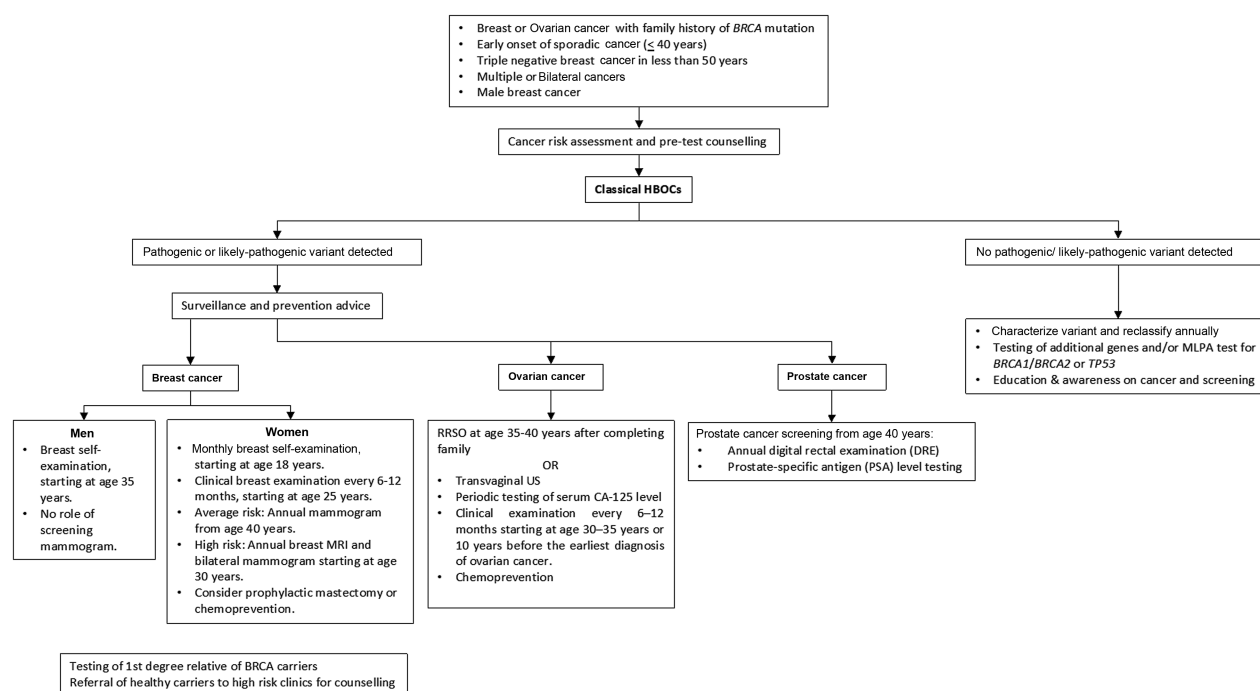 • Breast or Ovarian cancer with family history of BRCA mutation
• Early onset of sporadic cancer (≤ 40 years)
• Triple negative breast cancer in less than 50 years
• Multiple or Bilateral cancers
• Male breast cancer
Cancer risk assessment and pre-test counselling
Classical HBOCs
Pathogenic or likely-pathogenic variant detected
No pathogenic/ likely-pathogenic variant detected
Surveillance and prevention advice
• Characterize variant and reclassify annually
• Testing of additional genes and/or MLPA test for
BRCA1/BRCA2 or TP53
• Education & awareness on cancer and screening
Breast cancer
Ovarian cancer
Prostate cancer
Men
• Breast self-
examination,
starting at age 35
years.
• No role of
screening
mammogram.
Women
• Monthly breast self-examination,
starting at age 18 years.
• Clinical breast examination every 6-12
months, starting at age 25 years.
• Average risk: Annual mammogram
from age 40 years.
• High risk: Annual breast MRI and
bilateral mammogram starting at age
30 years.
• Consider prophylactic mastectomy or
chemoprevention.
RRSO at age 35-40 years after completing
family
OR
• Transvaginal US
• Periodic testing of serum CA-125 level
• Clinical examination every 6–12
months starting at age 30–35 years or
10 years before the earliest diagnosis
of ovarian cancer.
• Chemoprevention
Prostate cancer screening from age 40 years:
• Annual digital rectal examination (DRE)
• Prostate-specific antigen (PSA) level testing
Testing of 1st degree relative of BRCA carriers
Referral of healthy carriers to high risk clinics for counselling